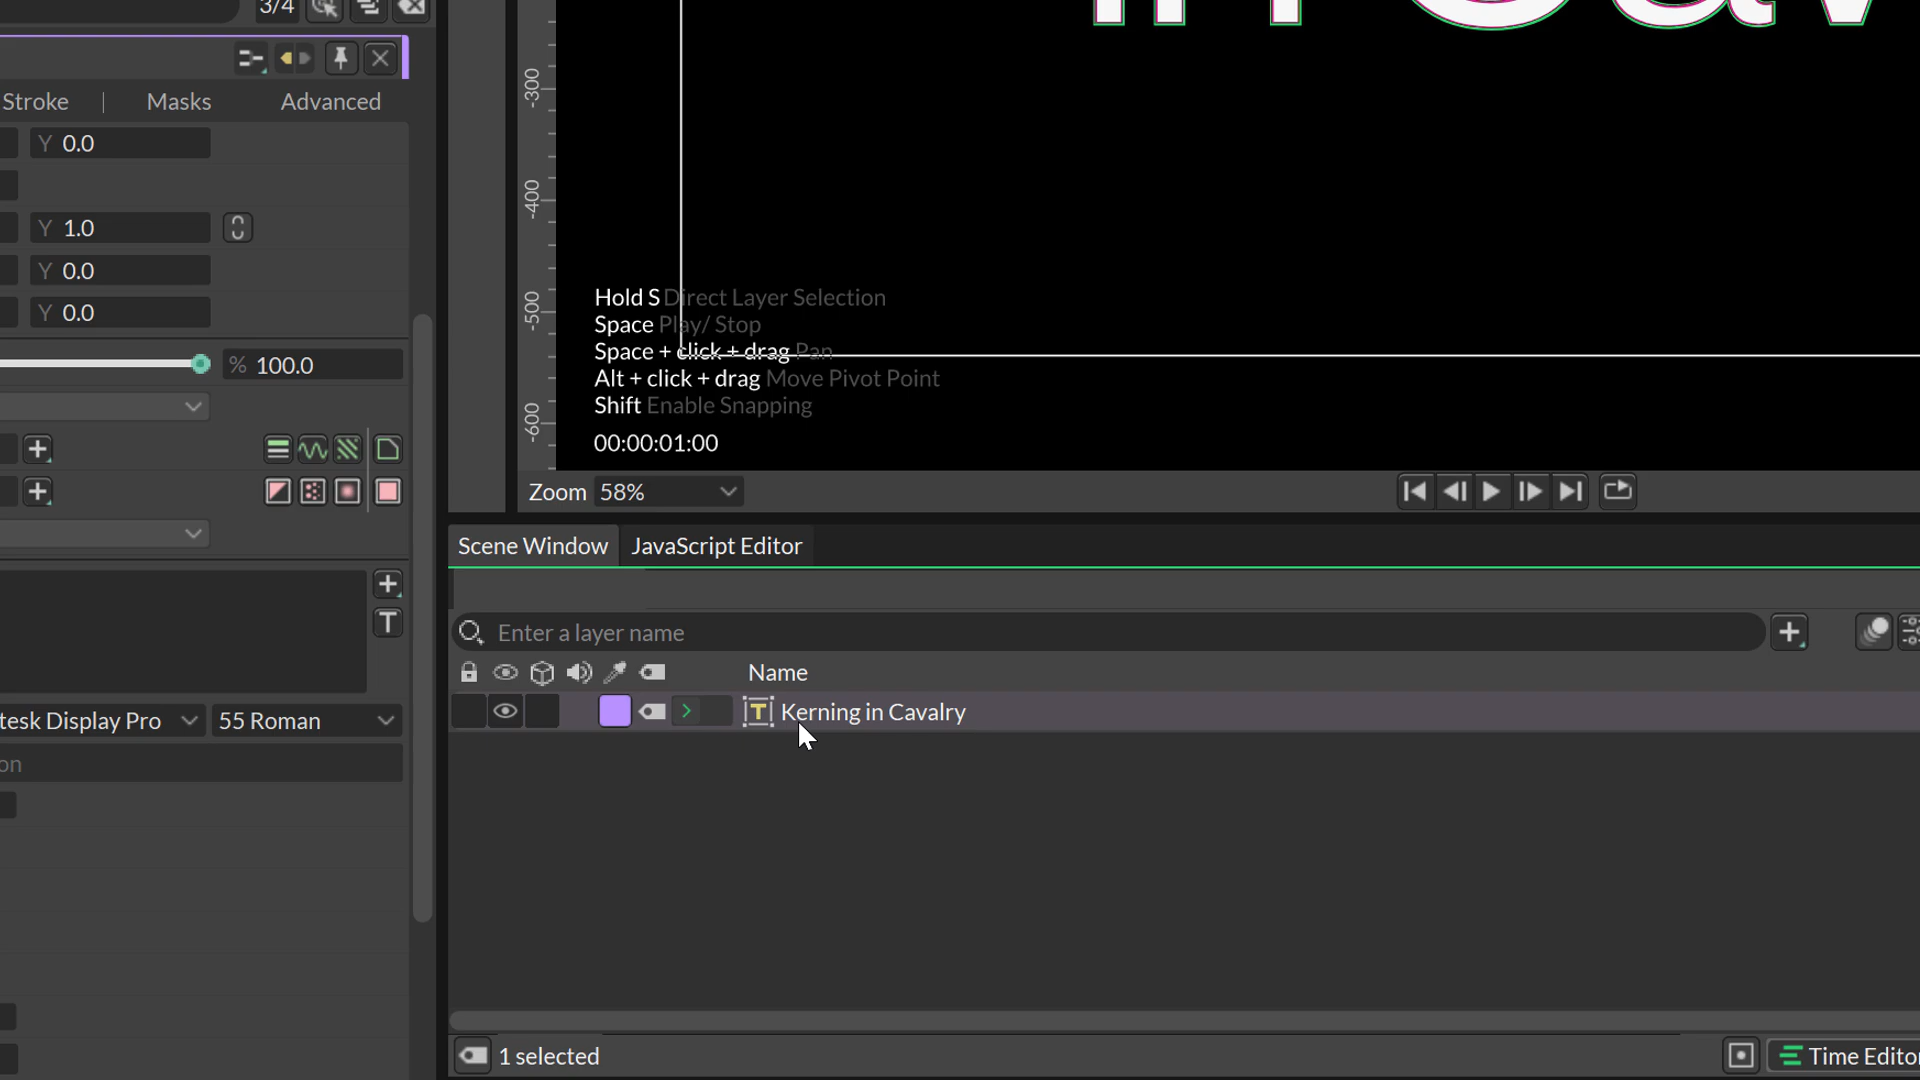 3/4
in Cav
Stroke | Masks Advanced
Y 0.0
Y 1.0
Y 0.0
Y 0.0
% 100.0
-300
-400
-500
-600
Hold S Direct Layer Selection
Space Play/ Stop
Space + click + drag Pan
Alt + click + drag Move Pivot Point
Shift Enable Snapping
00:00:01:00
Zoom 58%
Scene Window JavaScript Editor
Enter a layer name
Name
T Kerning in Cavalry
T
tesk Display Pro 55 Roman
on
1 selected
Time Editor